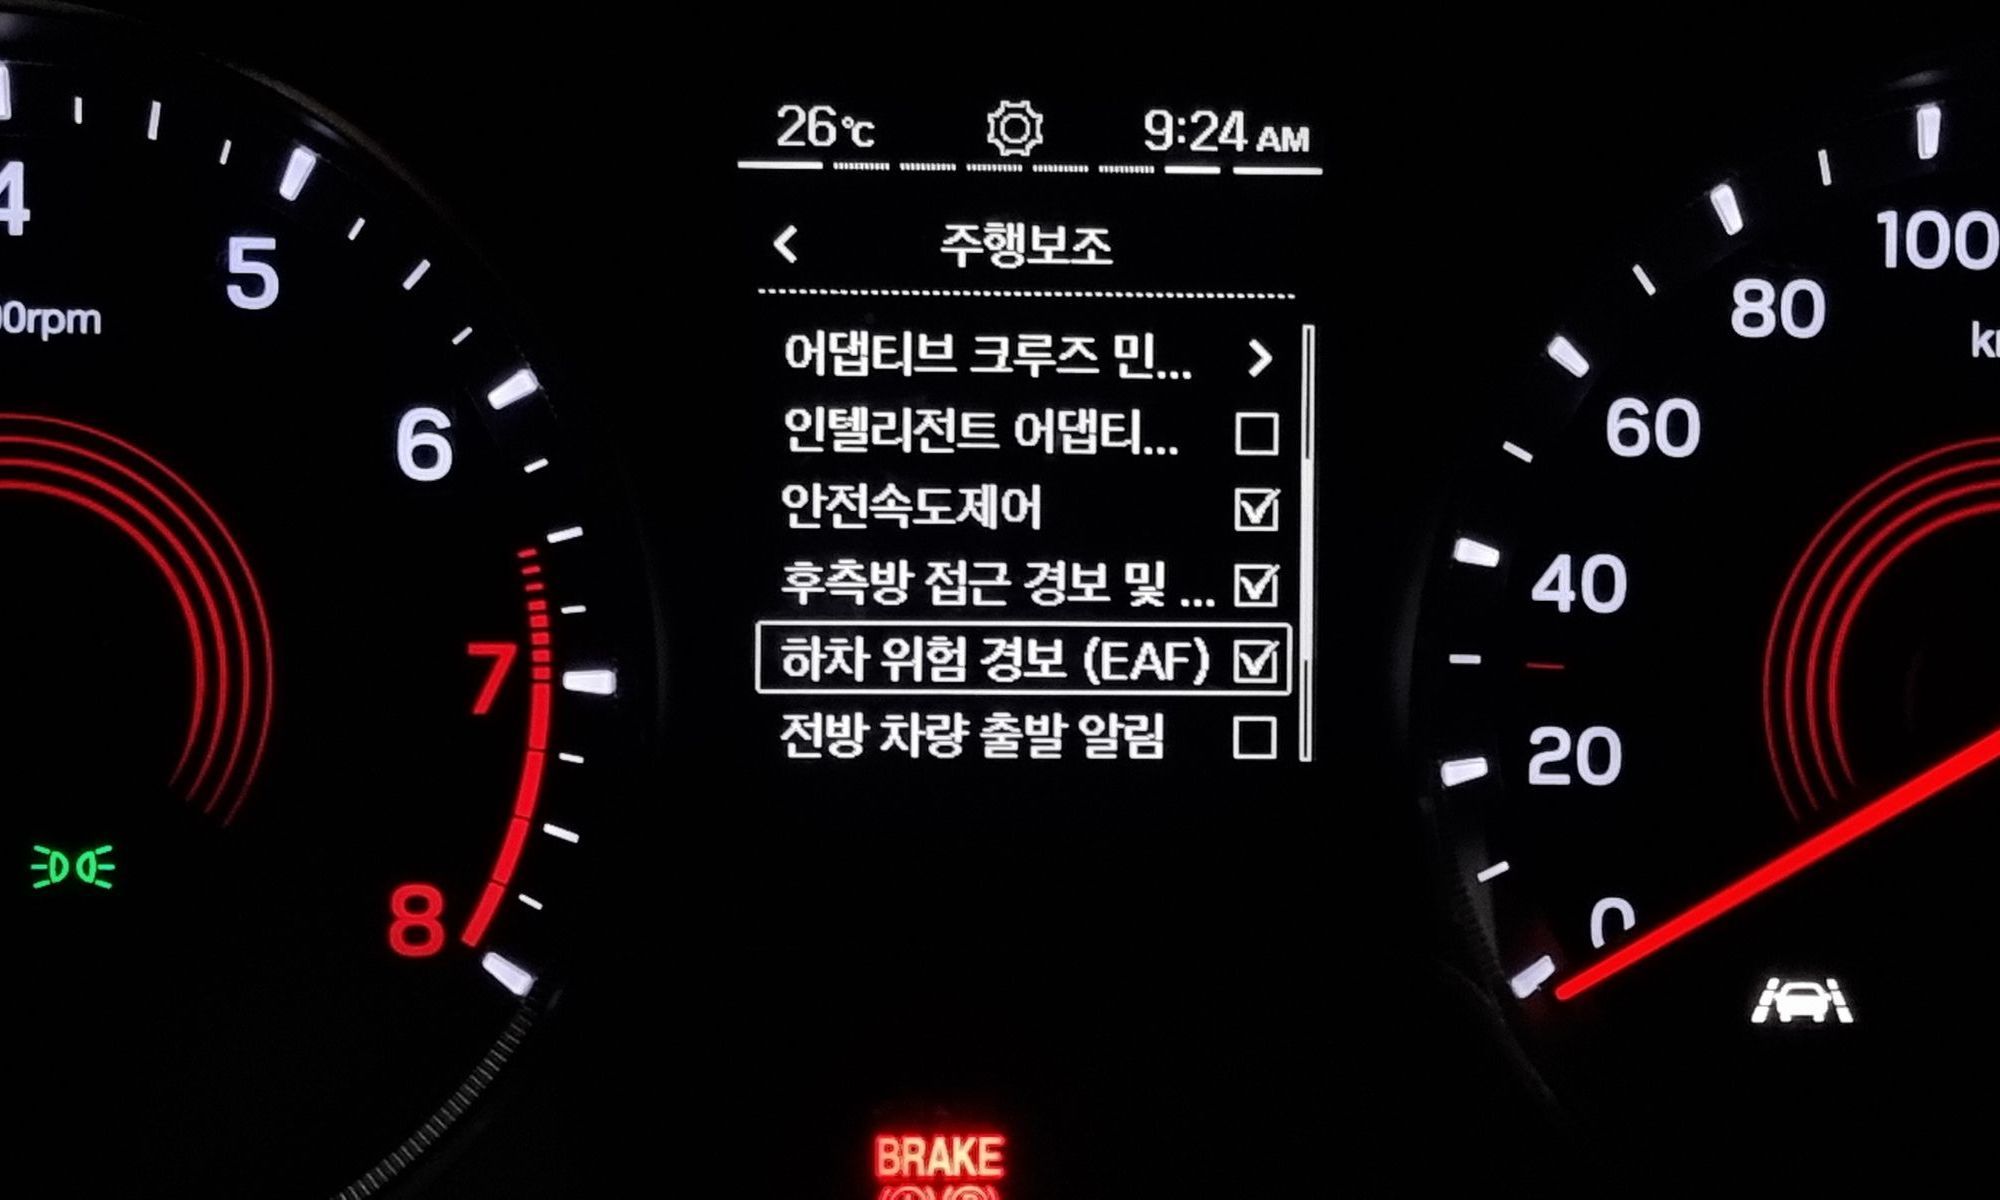 26℃ 9:24 AM
주행보조
어댑티브 크루즈 민...
인텔리전트 어댑티...
안전속도제어
후측방 접근 경보 및 ...
하차 위험 경보 (EAF)
전방 차량 출발 알림
4
5
6
7
8
0rpm
100
80
60
40
20
0
BRAKE